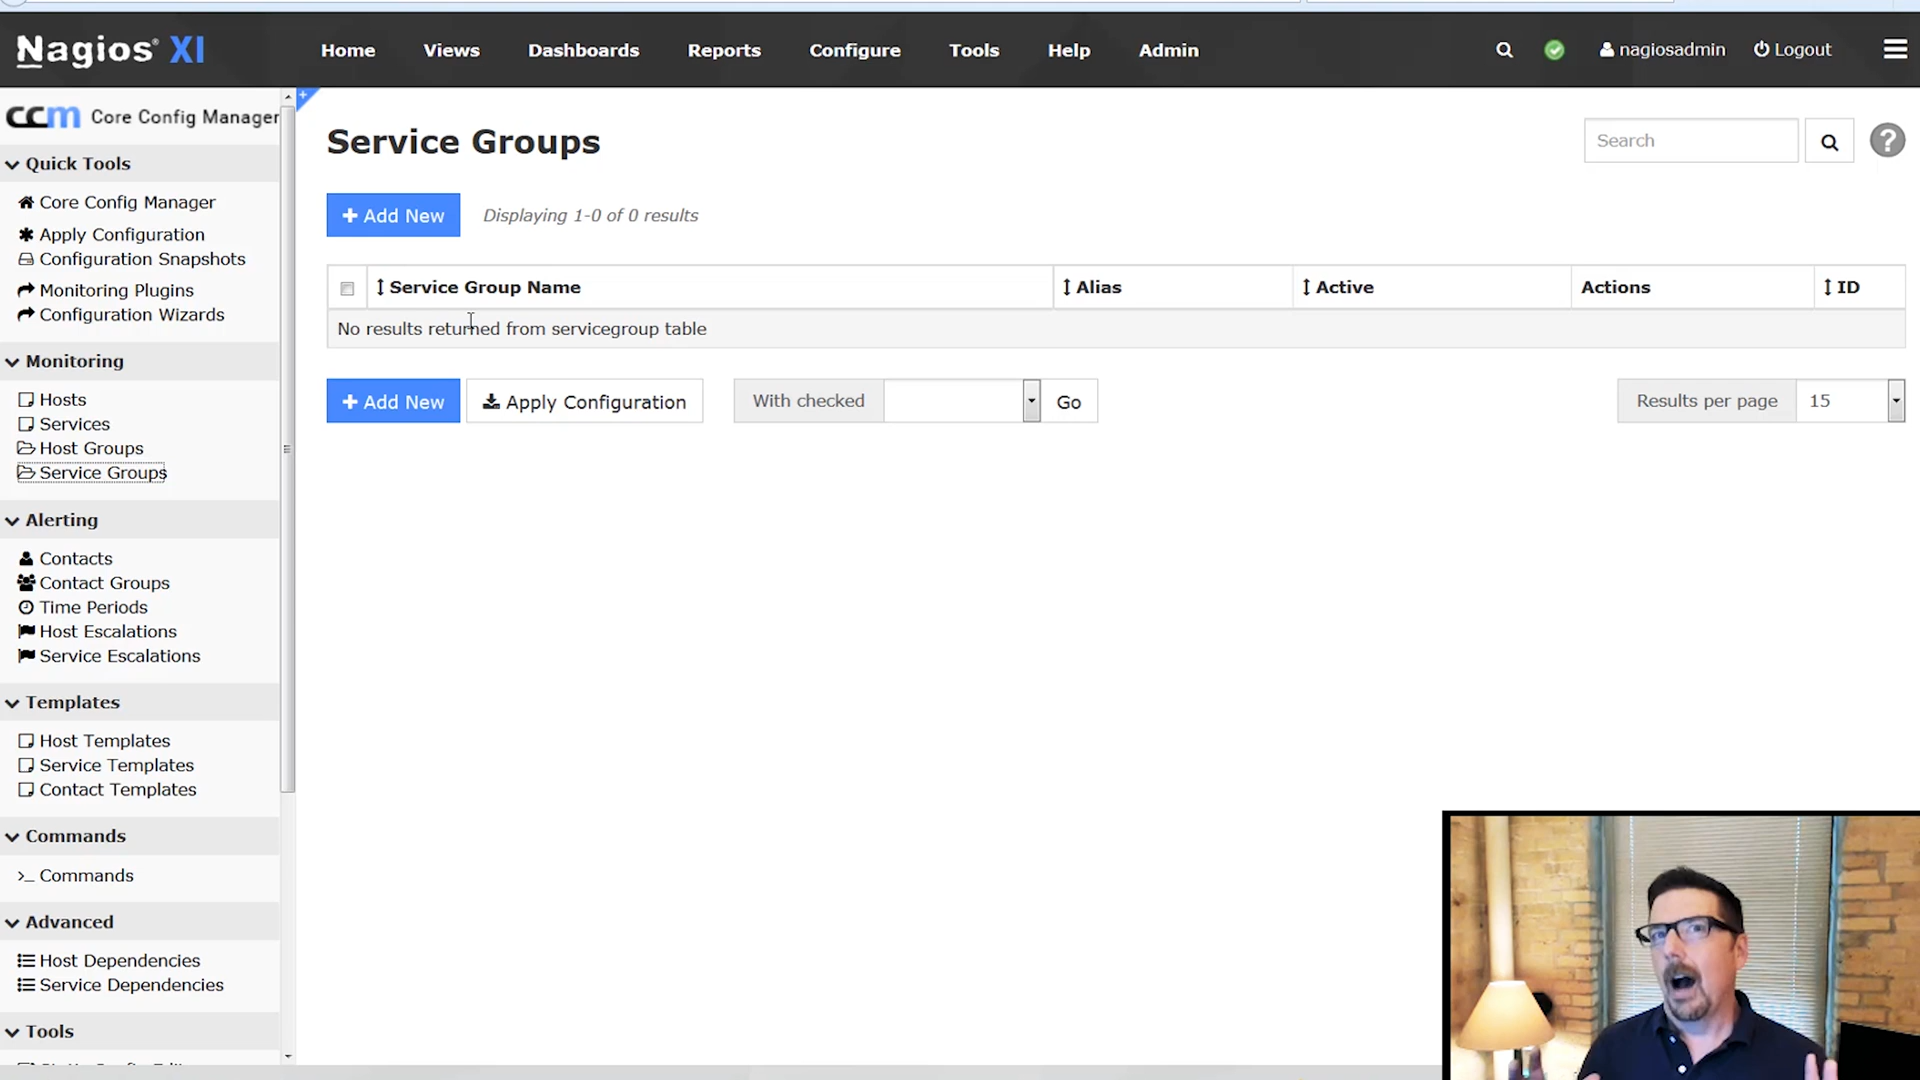 Nagios® XI
Home Views Dashboards Reports Configure Tools Help Admin nagiosadmin Logout
ccm Core Config Manager
Quick Tools
Core Config Manager
Apply Configuration
Configuration Snapshots
Monitoring Plugins
Configuration Wizards
Monitoring
Hosts
Services
Host Groups
Service Groups
Alerting
Contacts
Contact Groups
Time Periods
Host Escalations
Service Escalations
Templates
Host Templates
Service Templates
Contact Templates
Commands
>_ Commands
Advanced
Host Dependencies
Service Dependencies
Tools
Service Groups
Search
?
+ Add New Displaying 1-0 of 0 results
Service Group Name Alias Active Actions ID
No results returned from servicegroup table
+ Add New Apply Configuration With checked Go Results per page 15